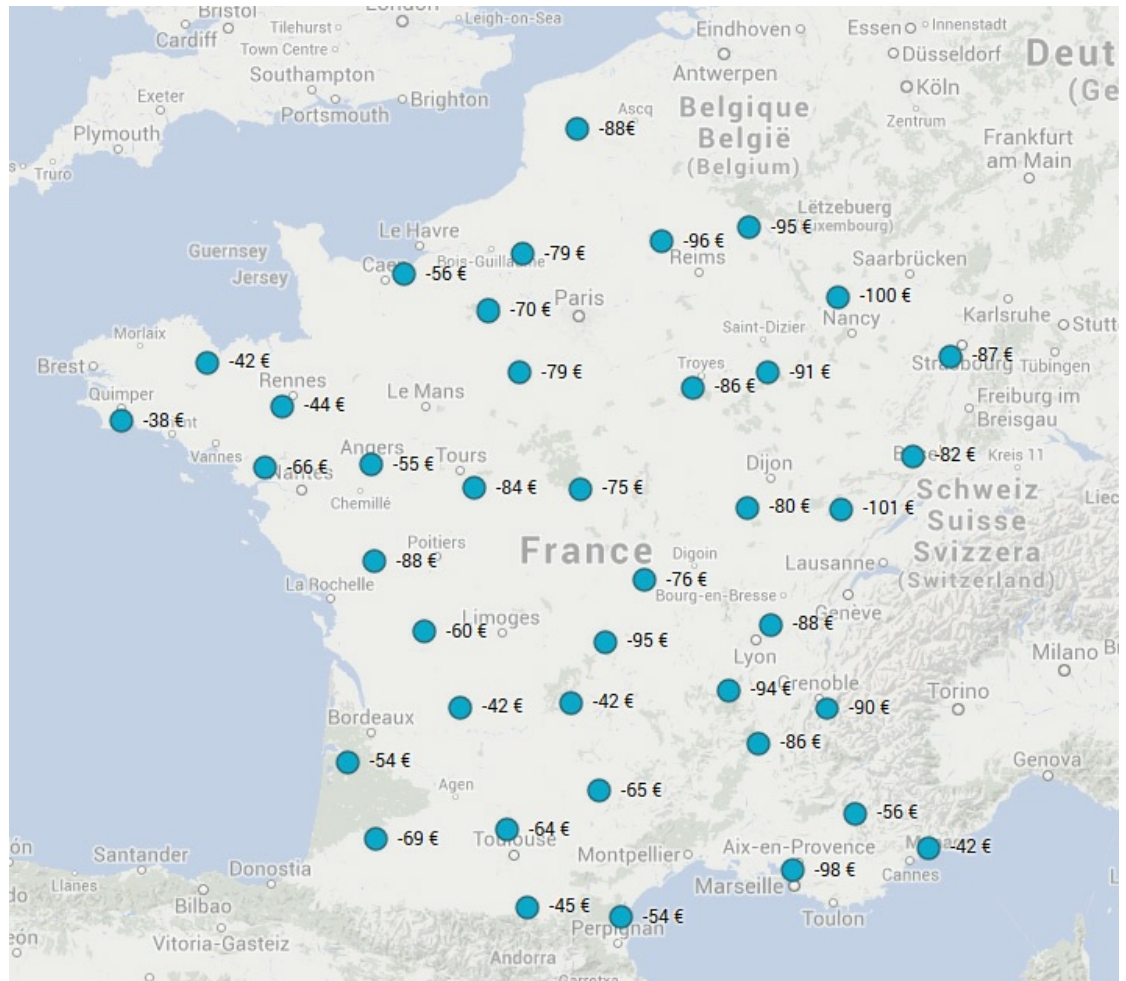 Bristol
London
Leigh-on-Sea
Tilehurst
Cardiff
Town Centre
Eindhoven
Essen
Innenstadt
Düsseldorf
Deut
(Ge
Southampton
Antwerpen
Köln
Exeter
Portsmouth
Brighton
Ascq
Belgique
België
(Belgium)
Zentrum
Plymouth
-88€
Frankfurt
am Main
Truro
Lëtzebuerg
-95 €
Le Havre
-96 €
Guernsey
-79 €
Reims
Saarbrücken
Jersey
-56 €
Paris
-100 €
-70 €
Karlsruhe
Nancy
Stutt
Morlaix
Saint-Dizier
-87 €
Strasbourg
Tübingen
Brest
-42 €
Troyes
-79 €
-91 €
Rennes
-86 €
Quimper
Le Mans
Freiburg im
Breisgau
-44 €
-38 €
Angers
Vannes
-66 €
-55 €
Tours
Dijon
-82 €
Kreis 11
Nantes
-84 €
-75 €
Schweiz
Liec
Chemillé
-80 €
-101 €
Suisse
Svizzera
(Switzerland)
Poitiers
France
Digoin
-88 €
Lausanne
La Rochelle
-76 €
Bourg-en-Bresse
Genève
Limoges
-88 €
-60 €
-95 €
Lyon
Milano
-94 €
Grenoble
Torino
-42 €
-42 €
-90 €
Bordeaux
-86 €
-54 €
Genova
Agen
-65 €
-56 €
-64 €
-69 €
Toulouse
Aix-en-Provence
-42 €
Santander
Montpellier
Donostia
-98 €
Cannes
Llanes
Marseille
Bilbao
-45 €
-54 €
Toulon
Perpignan
Vitoria-Gasteiz
Andorra